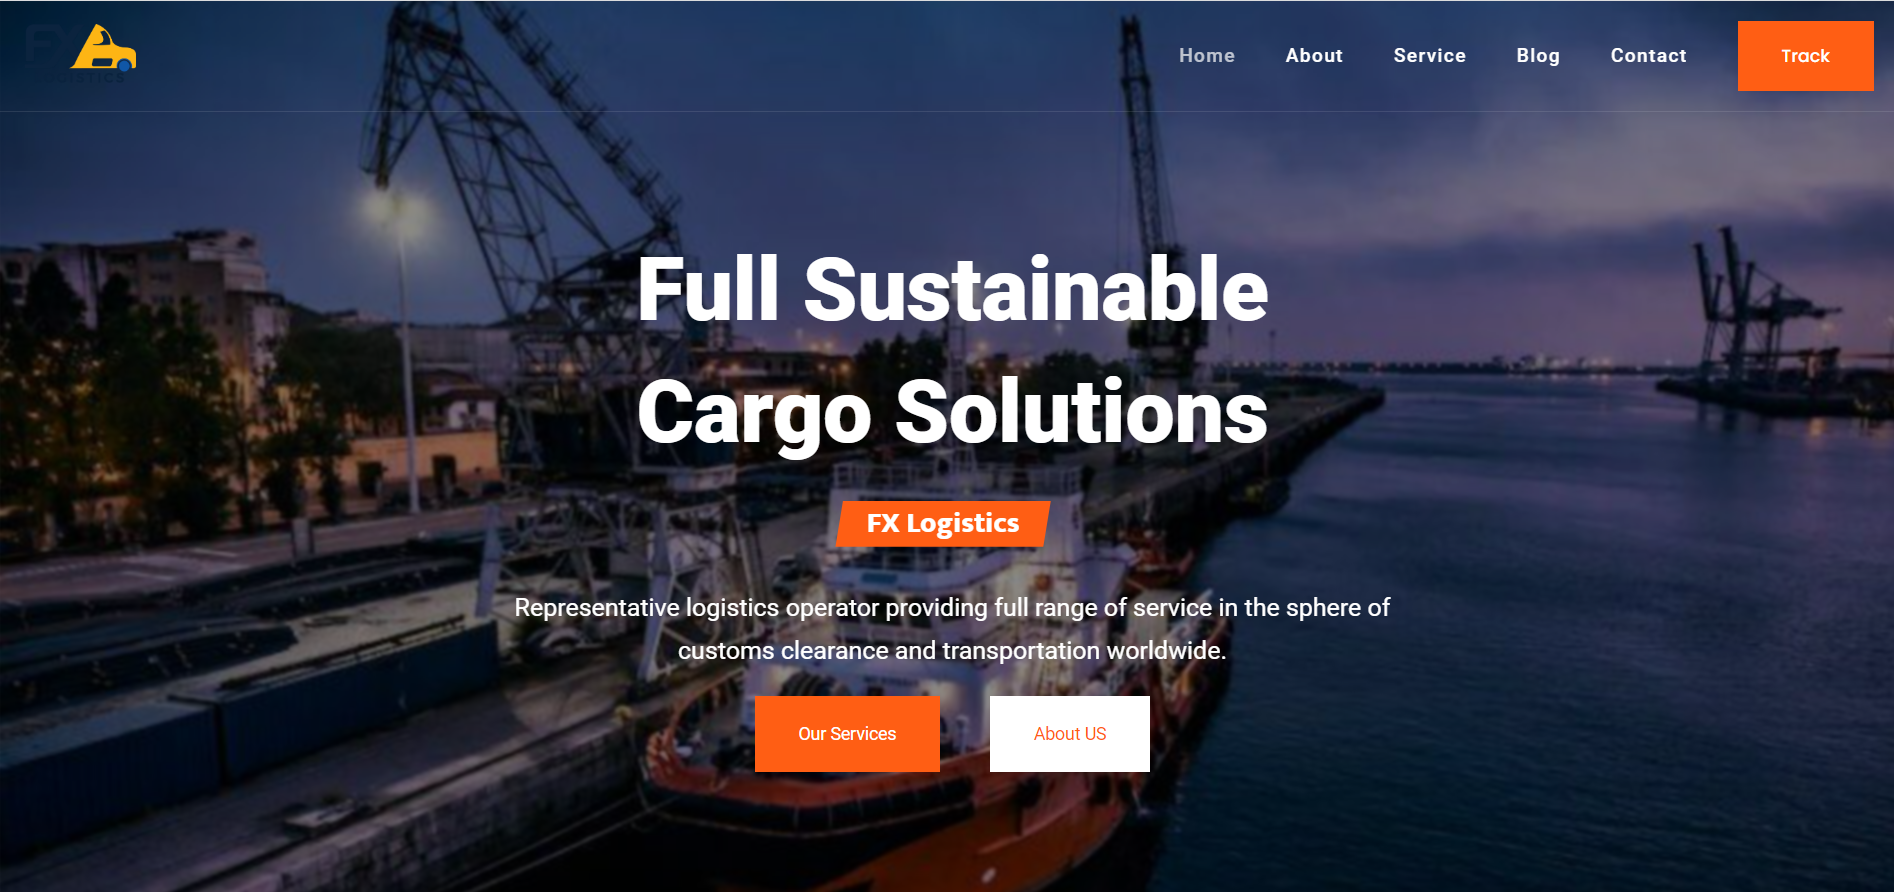 Home
About
Service
Blog
Contact
Track
Full Sustainable
Cargo Solutions
FX Logistics
Representative logistics operator providing full range of service in the sphere of
customs clearance and transportation worldwide.
Our Services
About US